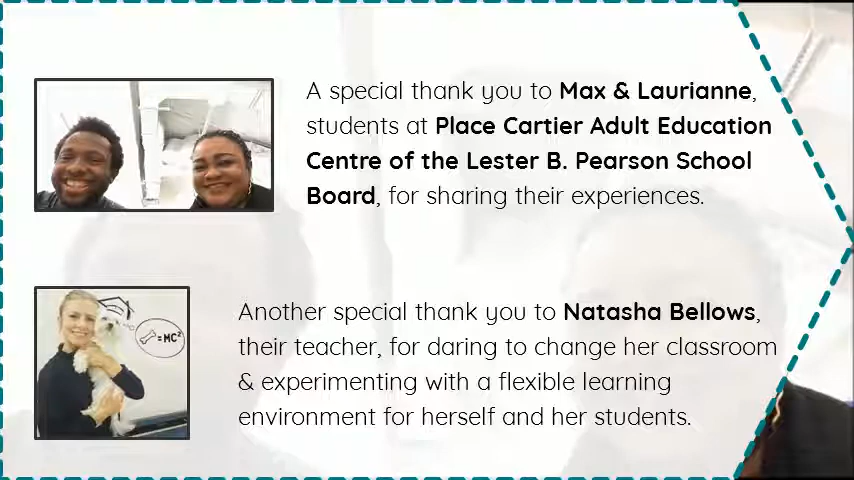 A special thank you to Max & Laurianne,
students at Place Cartier Adult Education
Centre of the Lester B. Pearson School
Board, for sharing their experiences.
=MC²
Another special thank you to Natasha Bellows,
their teacher, for daring to change her classroom
& experimenting with a flexible learning
environment for herself and her students.